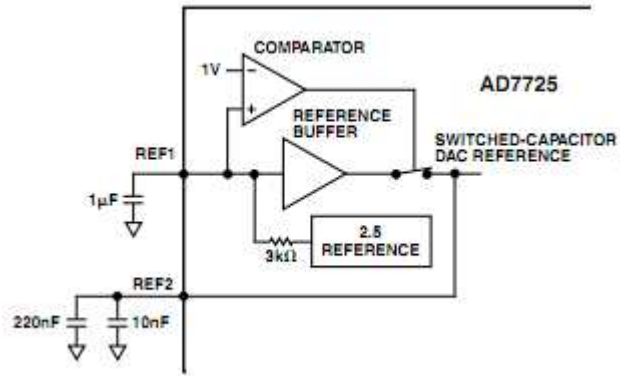 COMPARATOR
1V
−
+
AD7725
REFERENCE
BUFFER
SWITCHED-CAPACITOR
DAC REFERENCE
REF1
1μF
2.5
REFERENCE
3kΩ
REF2
220nF
10nF